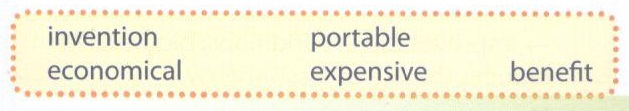 invention portable
economical expensive benefit